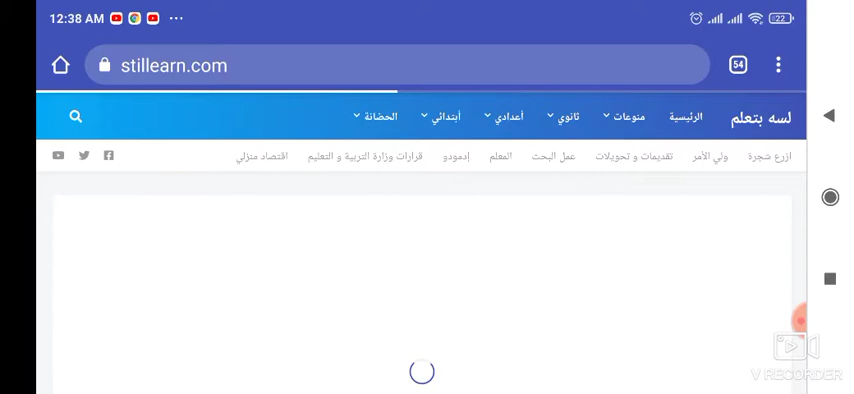 12:38 AM
22
stillearn.com
54
لسه بتعلم الرئيسية منوعات ثانوي أعدادي أبتدائي الحضانة
ازرع شجرة ولي الأمر تقديمات و تحويلات عمل البحث المعلم إدمودو قرارات وزارة التربية و التعليم اقتصاد منزلي
V RECORDER